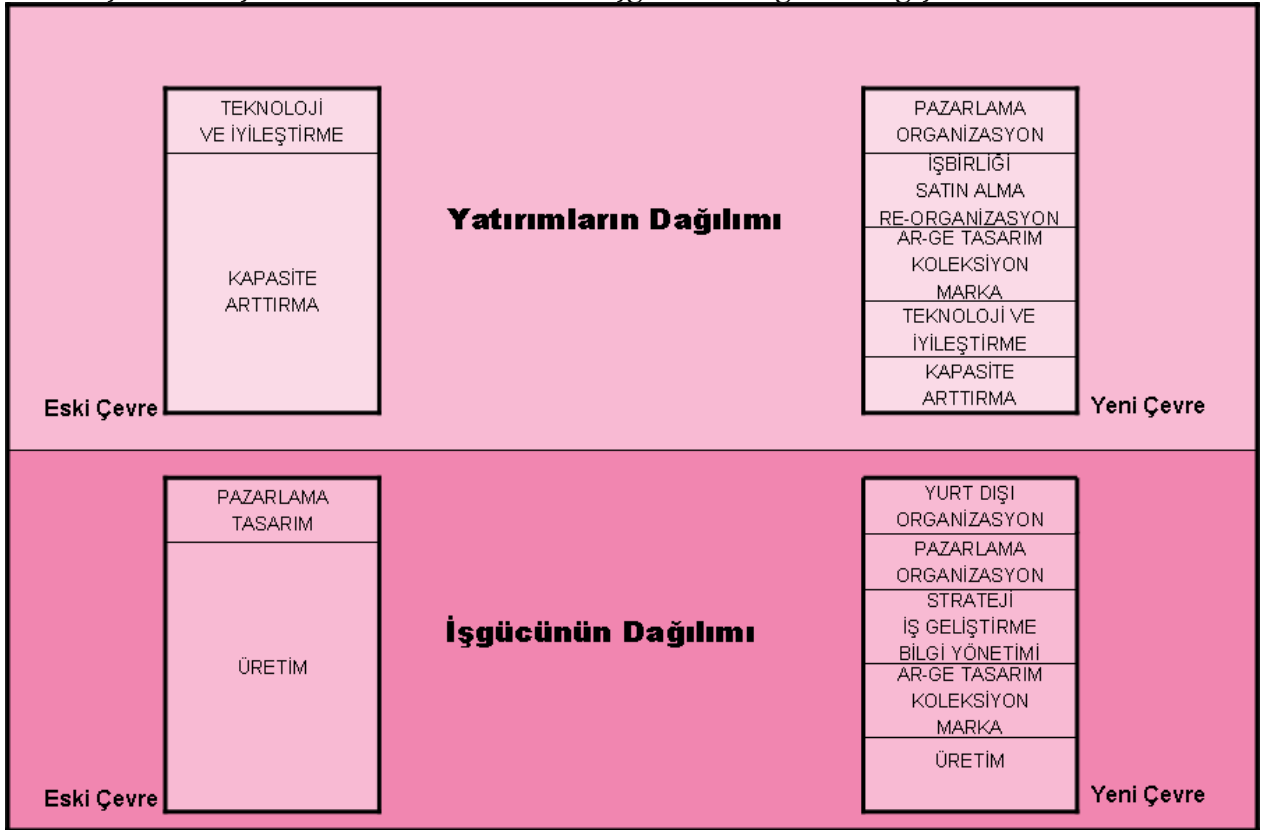 TEKNOLOJİ
VE İYİLEŞTİRME
KAPASİTE
ARTTIRMA
Eski Çevre
Yatırımların Dağılımı
PAZARLAMA
ORGANİZASYON
İŞBİRLİĞİ
SATIN ALMA
RE-ORGANİZASYON
AR-GE TASARIM
KOLEKSİYON
MARKA
TEKNOLOJİ VE
İYİLEŞTİRME
KAPASİTE
ARTTIRMA
Yeni Çevre
PAZARLAMA
TASARIM
ÜRETİM
Eski Çevre
İşgücünün Dağılımı
YURT DIŞI
ORGANİZASYON
PAZARLAMA
ORGANİZASYON
STRATEJİ
İŞ GELİŞTİRME
BİLGİ YÖNETİMİ
AR-GE TASARIM
KOLEKSİYON
MARKA
ÜRETİM
Yeni Çevre